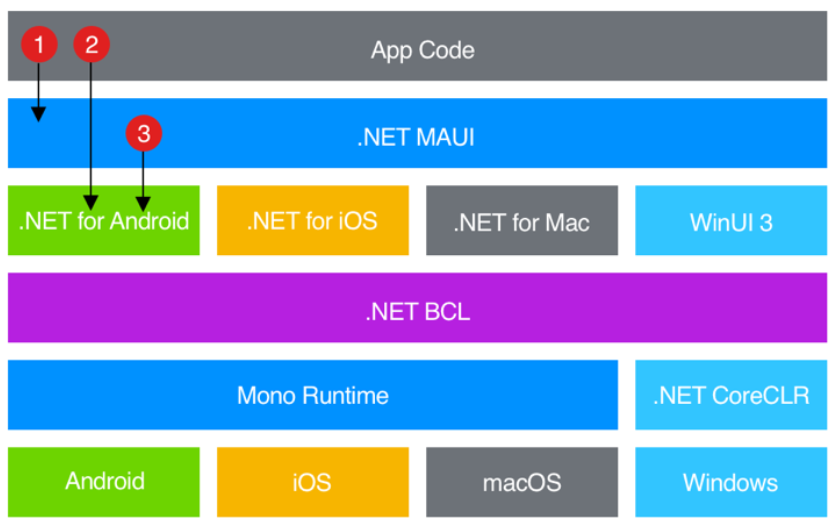 1 2
App Code
3
.NET MAUI
.NET for Android .NET for iOS .NET for Mac WinUI 3
.NET BCL
Mono Runtime .NET CoreCLR
Android iOS macOS Windows